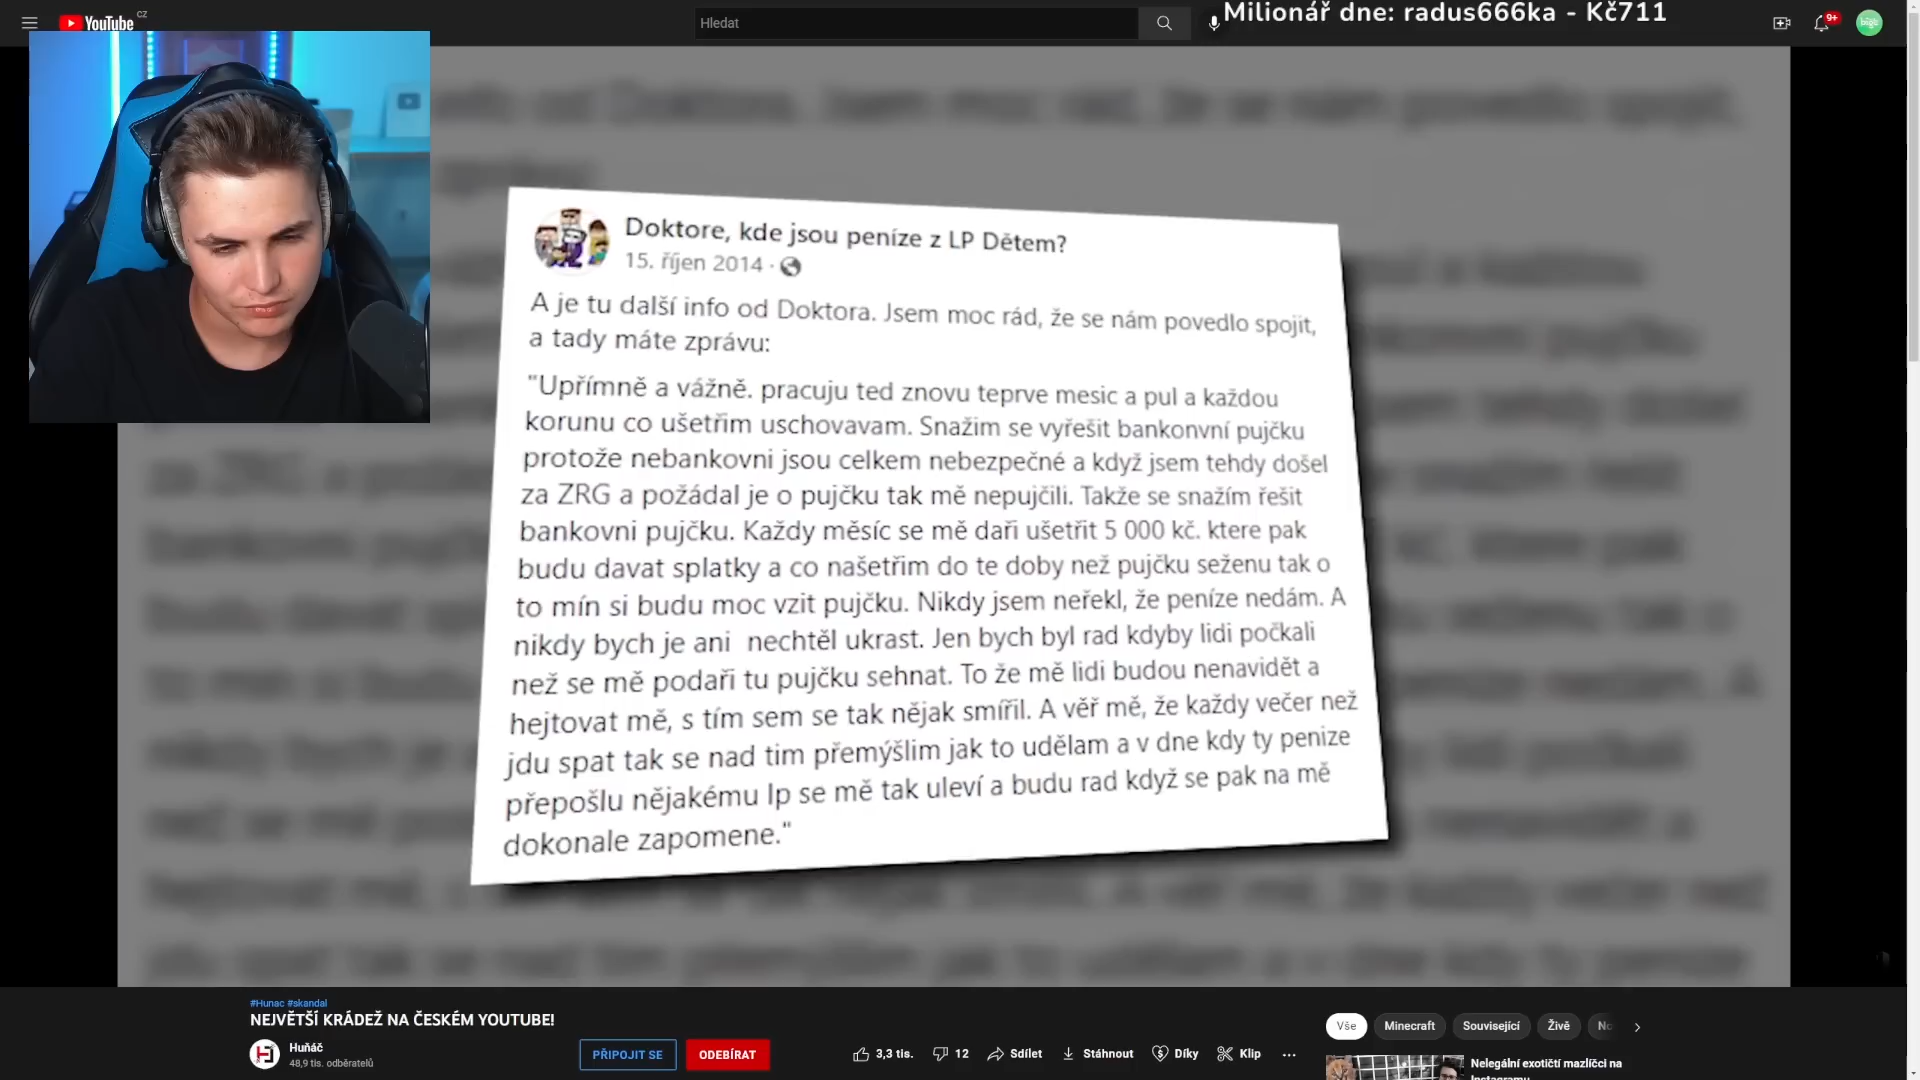 YouTube CZ
Hledat
Milionář dne: radus666ka - Kč711
9+
Doktore, kde jsou peníze z LP Dětem?
15. říjen 2014 ·
A je tu další info od Doktora. Jsem moc rád, že se nám povedlo spojit,
a tady máte zprávu:
"Upřímně a vážně. pracuju ted znovu teprve mesic a pul a každou
korunu co ušetřim uschovavam. Snažim se vyřešit bankonvní pujčku
protože nebankovni jsou celkem nebezpečné a když jsem tehdy došel
za ZRG a požádal je o pujčku tak mě nepujčili. Takže se snažím řešit
bankovni pujčku. Každy měsíc se mě daři ušetřit 5 000 kč. ktere pak
budu davat splatky a co našetřim do te doby než pujčku seženu tak o
to mín si budu moc vzit pujčku. Nikdy jsem neřekl, že peníze nedám. A
nikdy bych je ani nechtěl ukrast. Jen bych byl rad kdyby lidi počkali
než se mě podaři tu pujčku sehnat. To že mě lidi budou nenavidět a
hejtovat mě, s tím sem se tak nějak smířil. A věř mě, že každy večer než
jdu spat tak se nad tim přemýšlim jak to udělam a v dne kdy ty penize
přepošlu nějakému lp se mě tak uleví a budu rad když se pak na mě
dokonale zapomene."
#Hunac #skandal
NEJVĚTŠÍ KRÁDEŽ NA ČESKÉM YOUTUBE!
Huňáč
48,9 tis. odběratelů
PŘIPOJIT SE
ODEBÍRAT
3,3 tis.
12
Sdílet
Stáhnout
Díky
Klip
Vše
Minecraft
Související
Živě
Nelegální exotičtí mazlíčci na
Instagramu